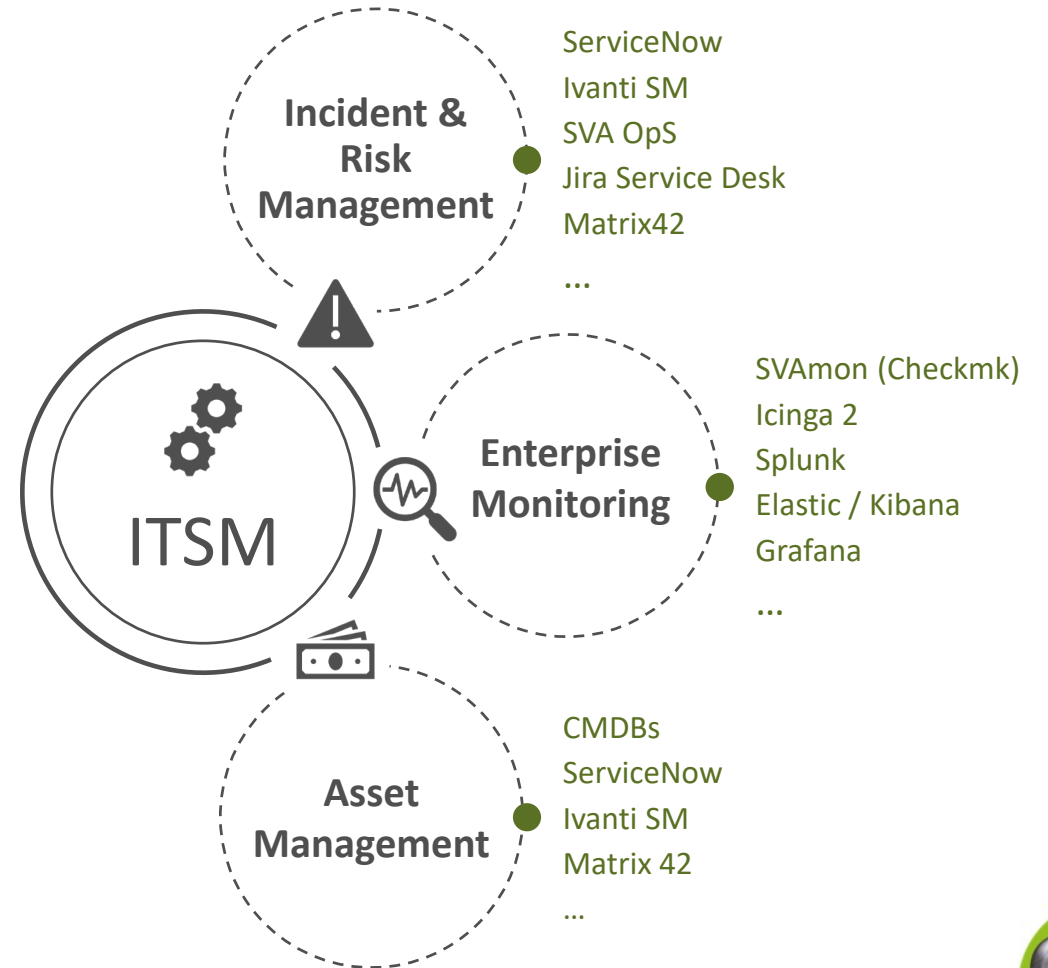 Incident &
Risk
Management
ServiceNow
Ivanti SM
SVA OpS
Jira Service Desk
Matrix42
...
ITSM
Enterprise
Monitoring
SVAmon (Checkmk)
Icinga 2
Splunk
Elastic / Kibana
Grafana
...
Asset
Management
CMDBs
ServiceNow
Ivanti SM
Matrix 42
...